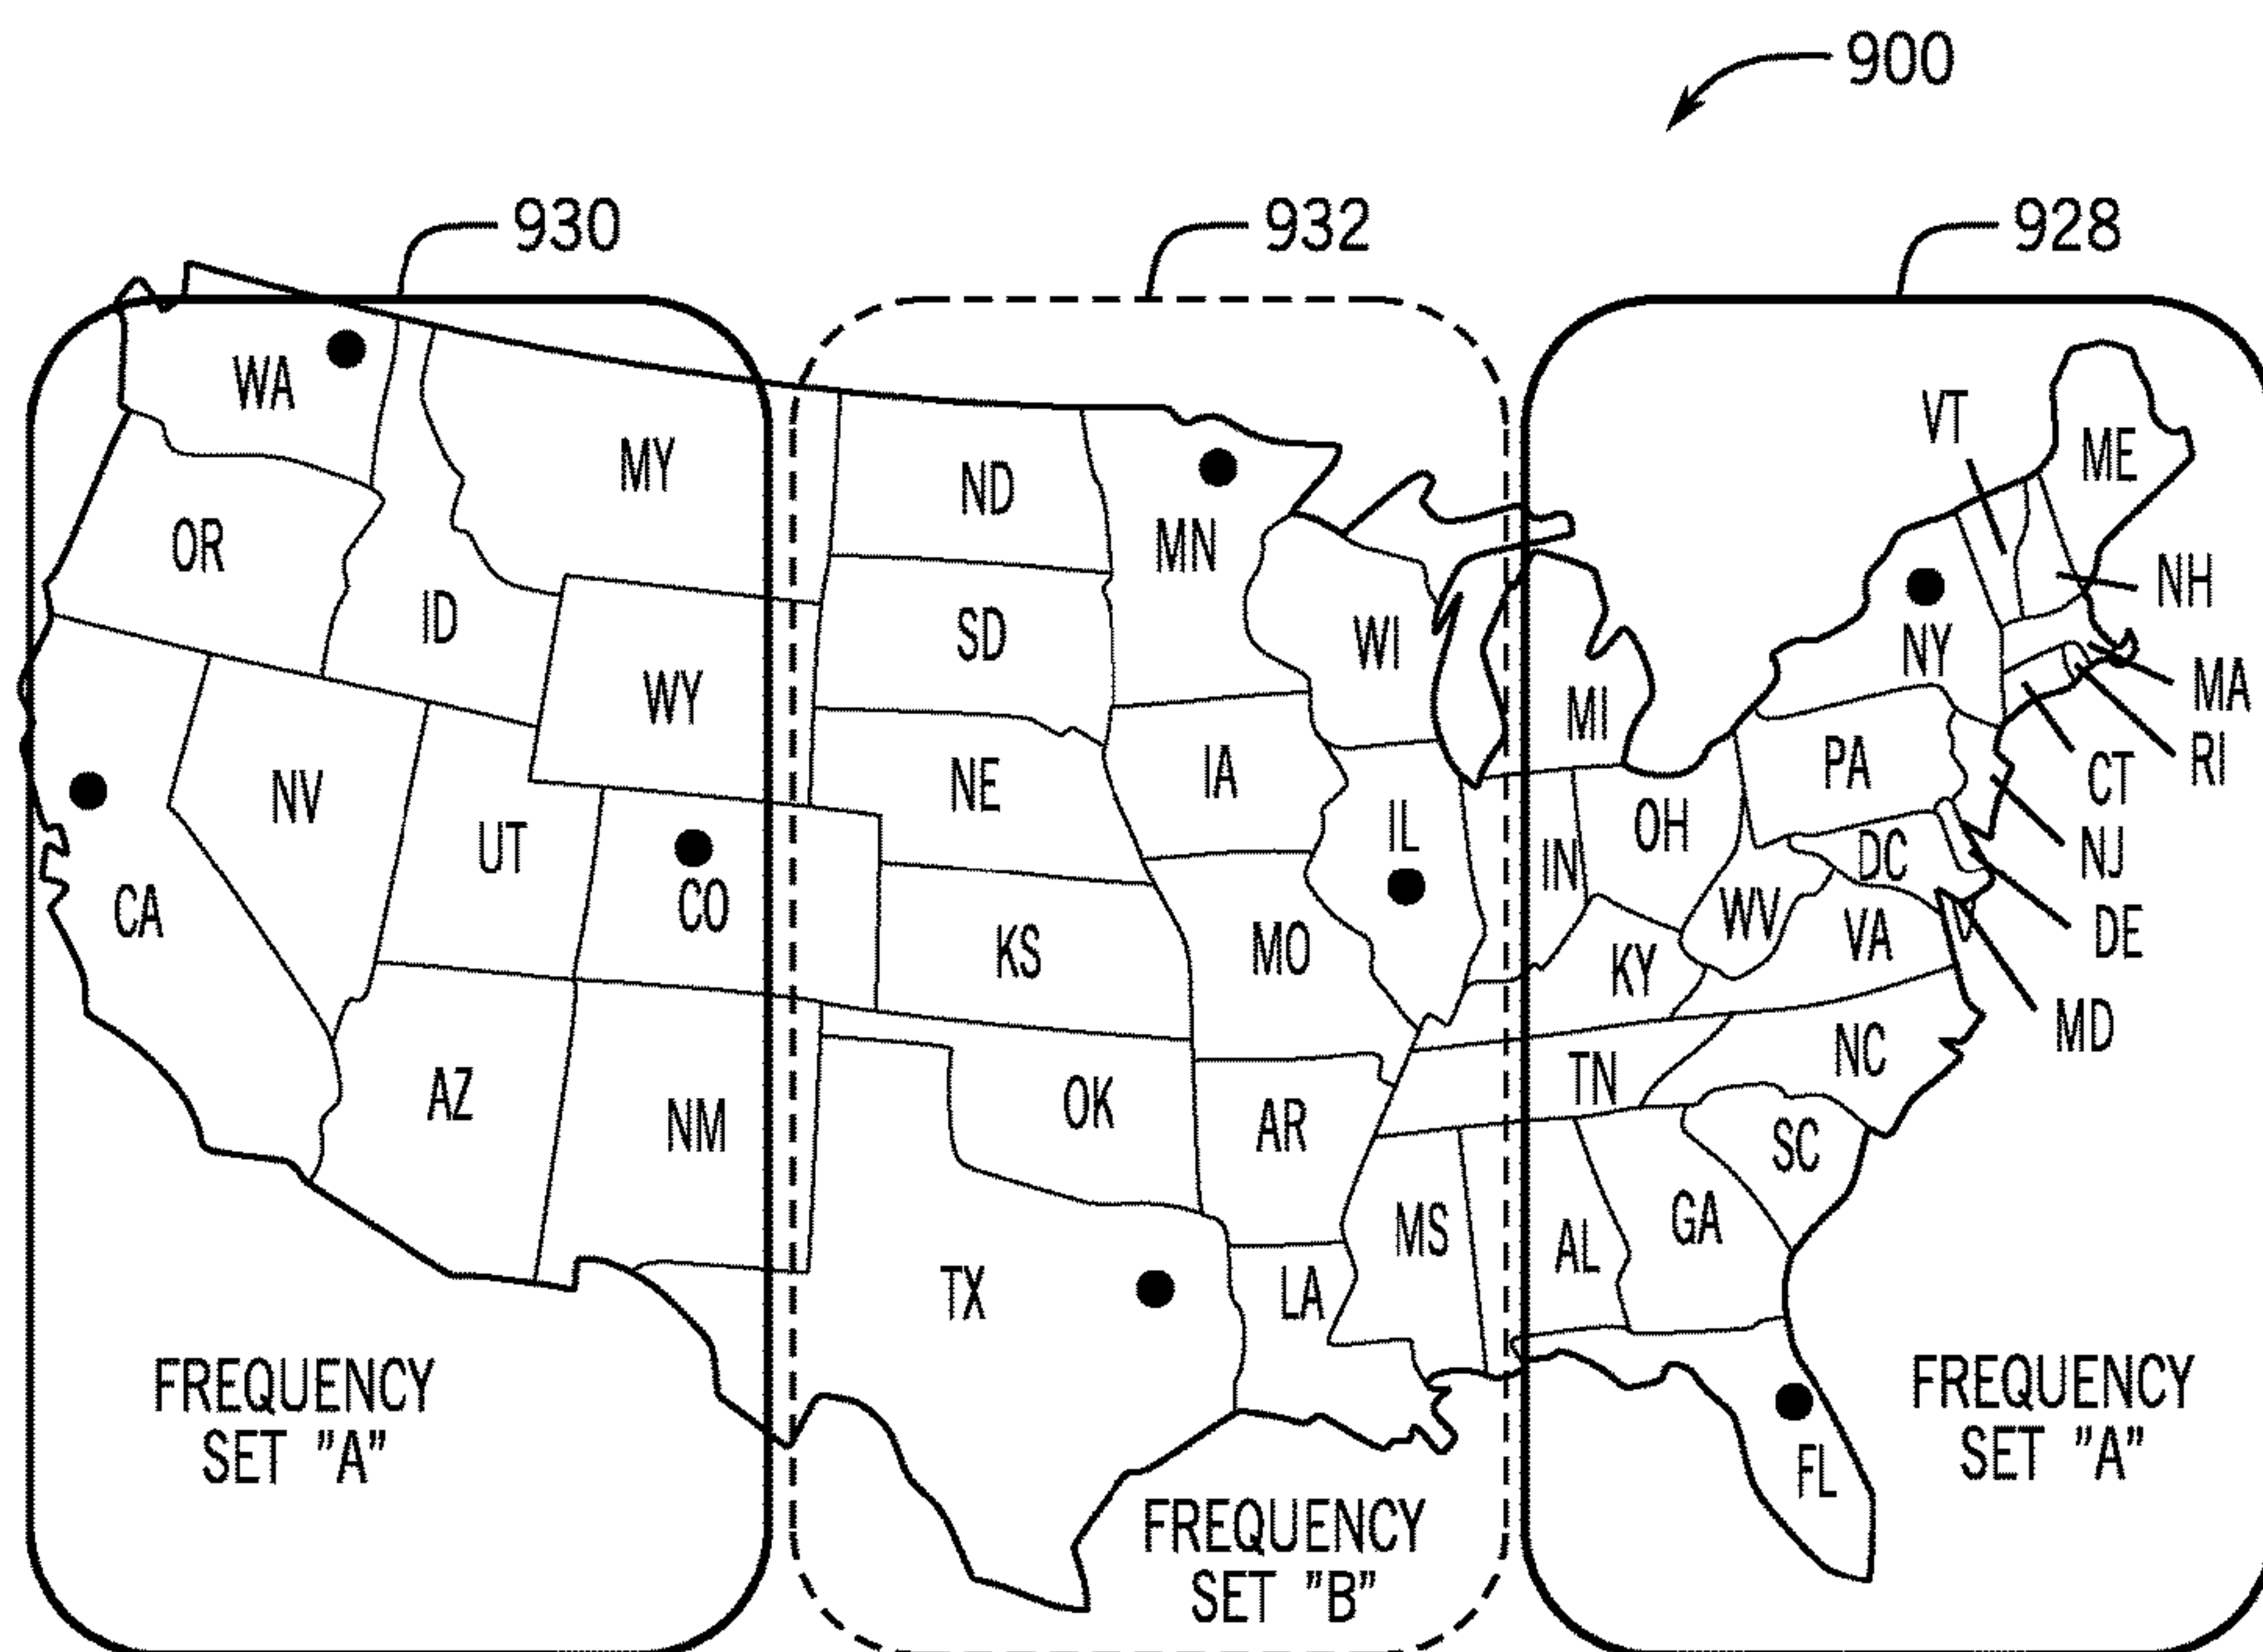 900
930
932
928
WA
MY
ND
MN
VT
ME
OR
ID
SD
WI
NH
NY
WY
MI
MA
NV
NE
IA
PA
RI
UT
IL
OH
CT
CO
IN
DC
NJ
CA
KS
MO
KY
WV
VA
DE
AZ
NM
OK
AR
TN
NC
MD
SC
TX
LA
MS
AL
GA
FREQUENCY
SET "A"
FREQUENCY
SET "B"
FL
FREQUENCY
SET "A"